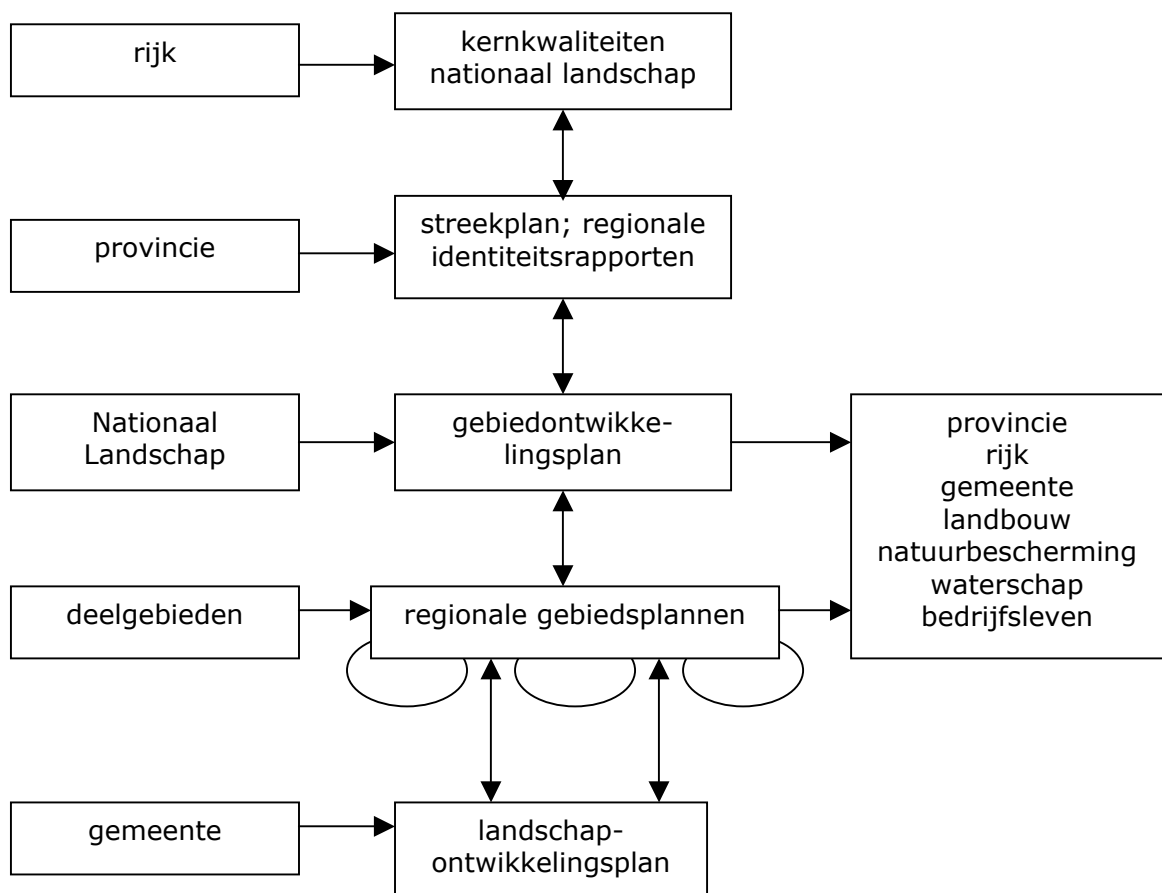 rijk
kernkwaliteiten
nationaal landschap
provincie
streekplan; regionale
identiteitsrapporten
Nationaal
Landschap
gebiedontwikke-
lingsplan
provincie
rijk
gemeente
landbouw
natuurbescherming
waterschap
bedrijfsleven
deelgebieden
regionale gebiedsplannen
gemeente
landschap-
ontwikkelingsplan